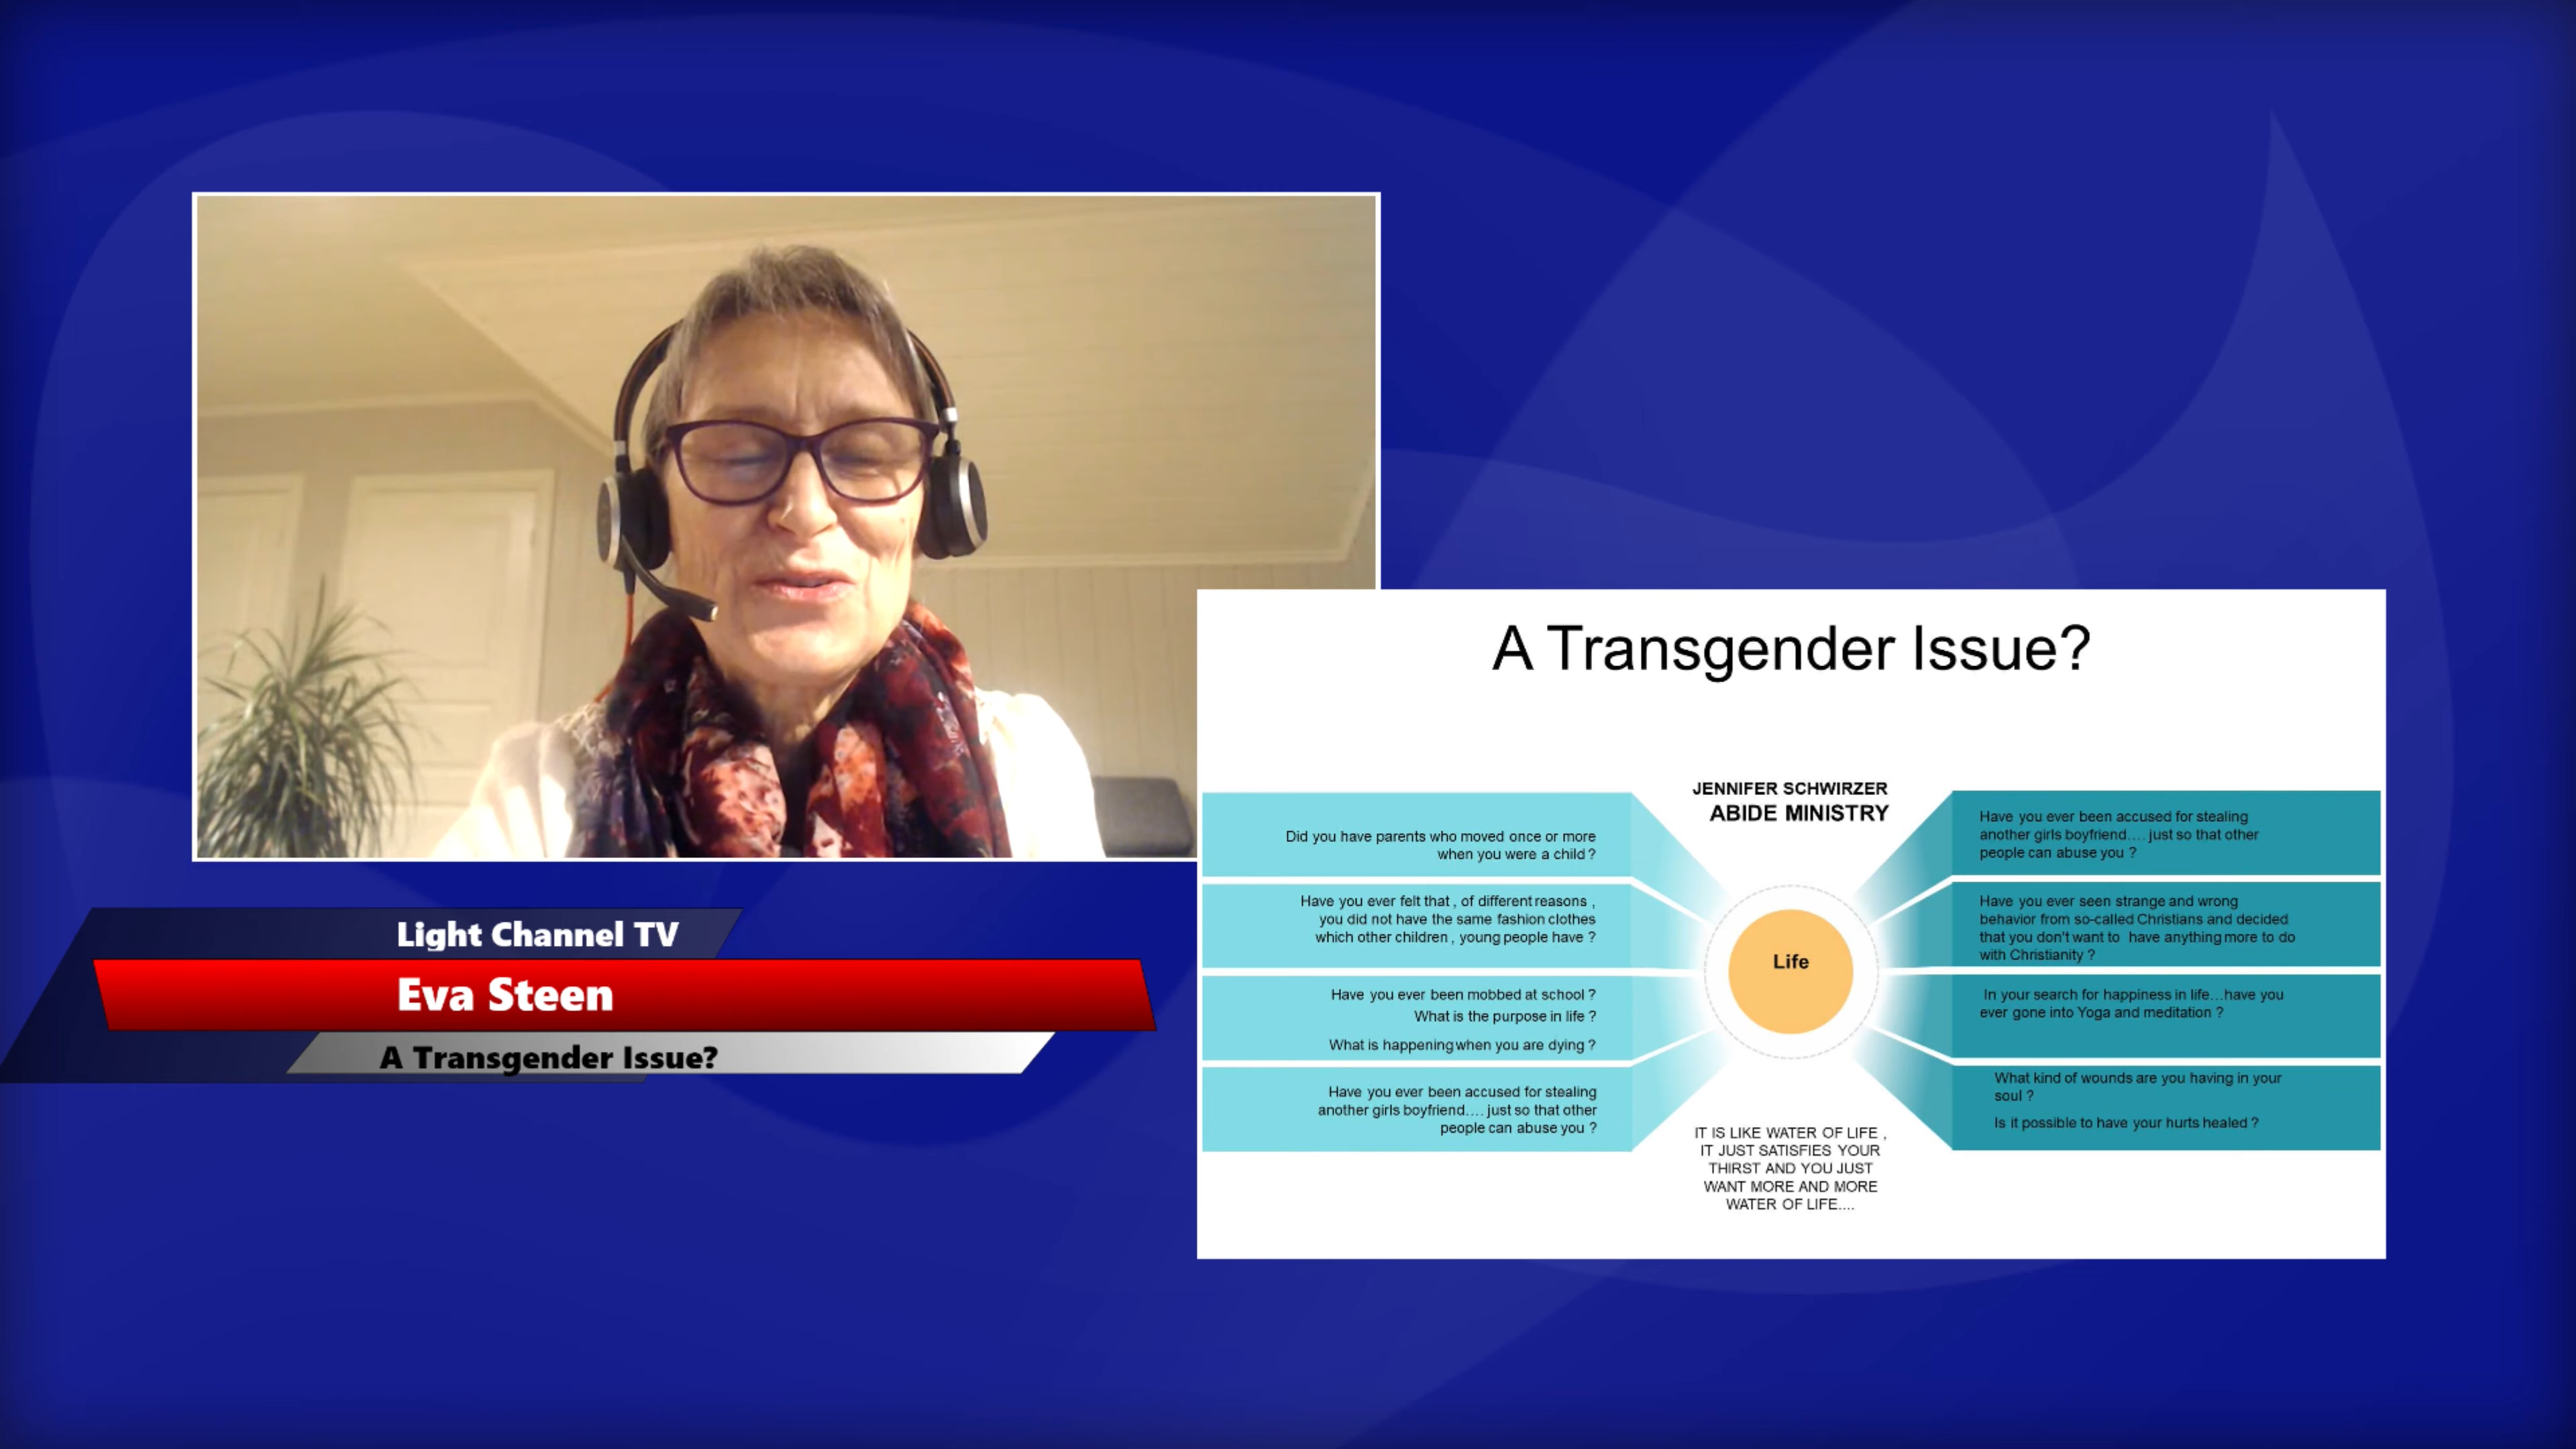 A Transgender Issue?
JENNIFER SCHWIRZER
ABIDE MINISTRY
Did you have parents who moved once or more
when you were a child ?
Have you ever felt that , of different reasons ,
you did not have the same fashion clothes
which other children , young people have ?
Have you ever been mobbed at school ?
What is the purpose in life ?
What is happening when you are dying ?
Have you ever been accused for stealing
another girls boyfriend.... just so that other
people can abuse you ?
Life
Have you ever been accused for stealing
another girls boyfriend.... just so that other
people can abuse you ?
Have you ever seen strange and wrong
behavior from so-called Christians and decided
that you don't want to have anything more to do
with Christianity ?
In your search for happiness in life...have you
ever gone into Yoga and meditation ?
What kind of wounds are you having in your
soul ?
Is it possible to have your hurts healed ?
IT IS LIKE WATER OF LIFE ,
IT JUST SATISFIES YOUR
THIRST AND YOU JUST
WANT MORE AND MORE
WATER OF LIFE....
Light Channel TV
Eva Steen
A Transgender Issue?